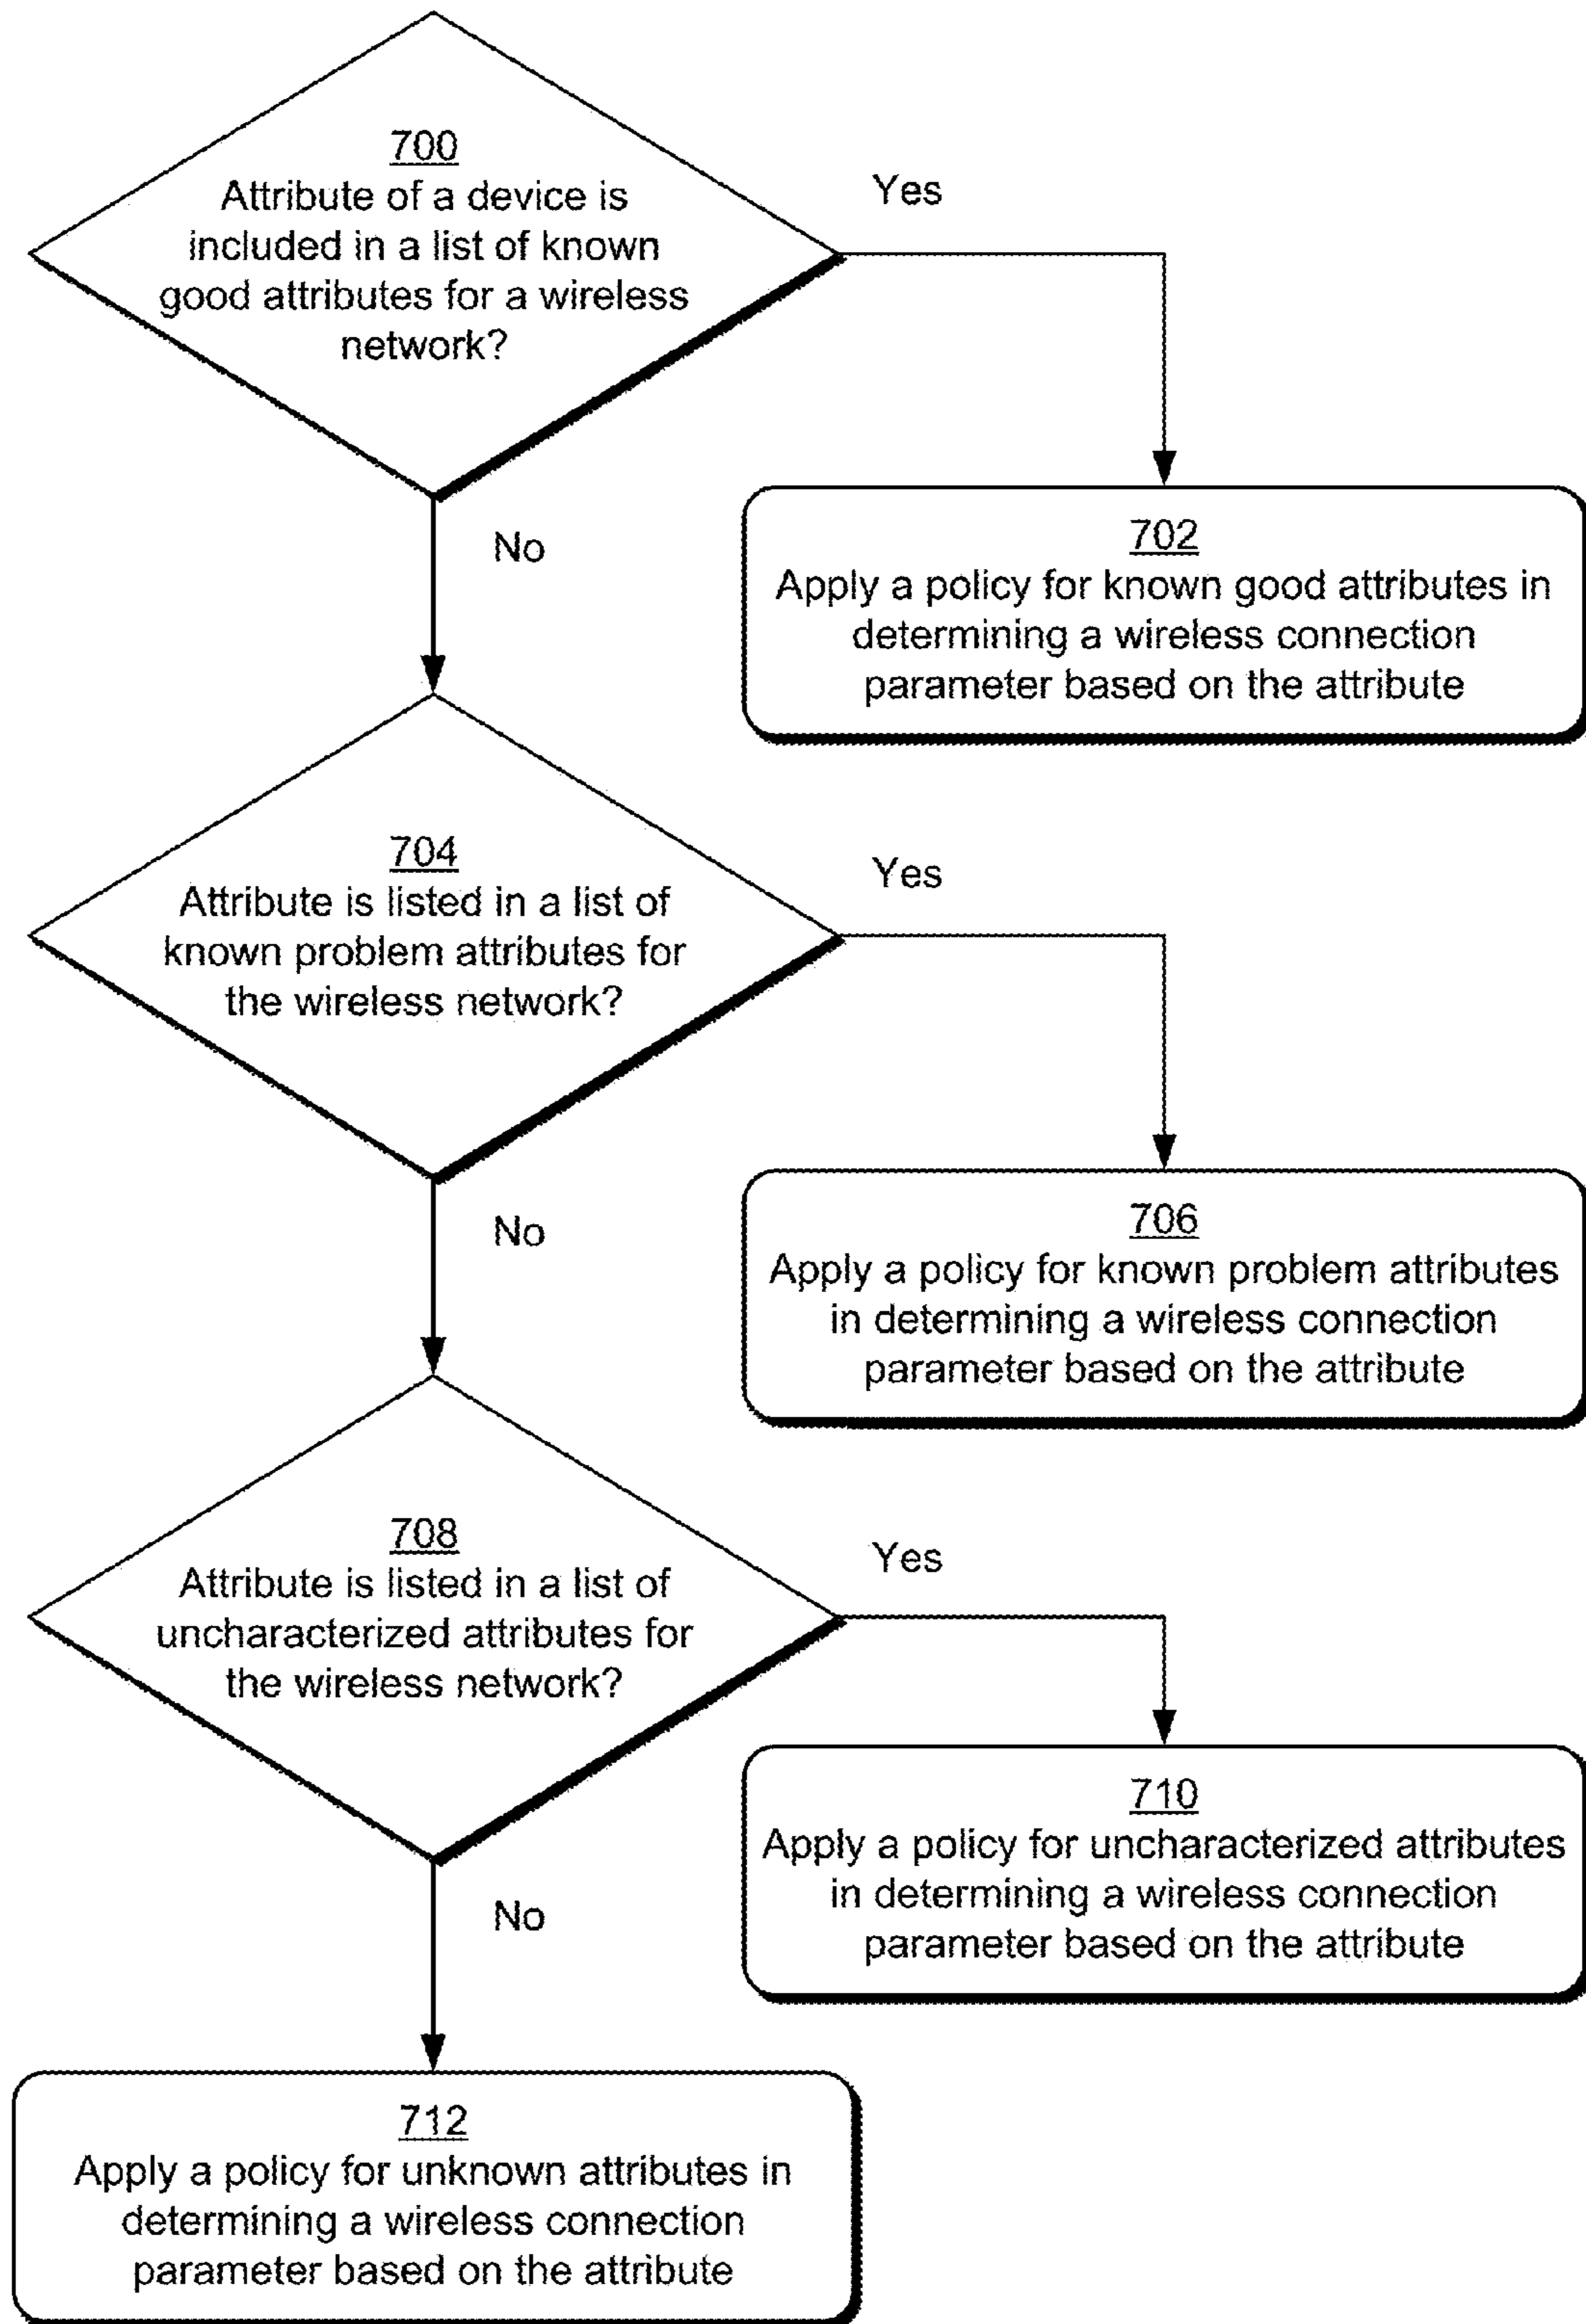 700
Attribute of a device is
included in a list of known
good attributes for a wireless
network?
Yes
No
702
Apply a policy for known good attributes in
determining a wireless connection
parameter based on the attribute
704
Attribute is listed in a list of
known problem attributes for
the wireless network?
Yes
No
706
Apply a policy for known problem attributes
in determining a wireless connection
parameter based on the attribute
708
Attribute is listed in a list of
uncharacterized attributes for
the wireless network?
Yes
No
710
Apply a policy for uncharacterized attributes
in determining a wireless connection
parameter based on the attribute
712
Apply a policy for unknown attributes in
determining a wireless connection
parameter based on the attribute